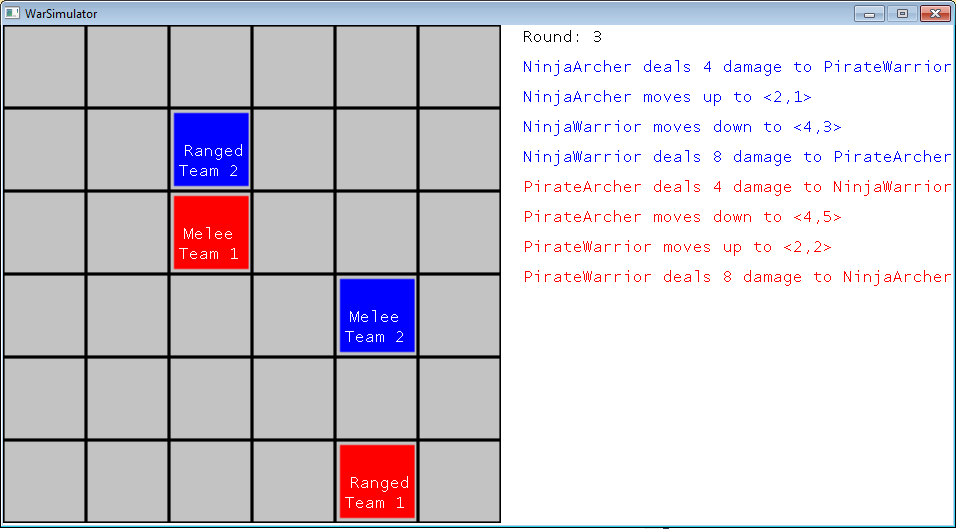 WarSimulator
Ranged
Team 2
Melee
Team 1
Melee
Team 2
Ranged
Team 1
Round: 3
NinjaArcher deals 4 damage to PirateWarrior
NinjaArcher moves up to <2,1>
NinjaWarrior moves down to <4,3>
NinjaWarrior deals 8 damage to PirateArcher
PirateArcher deals 4 damage to NinjaWarrior
PirateArcher moves down to <4,5>
PirateWarrior moves up to <2,2>
PirateWarrior deals 8 damage to NinjaArcher